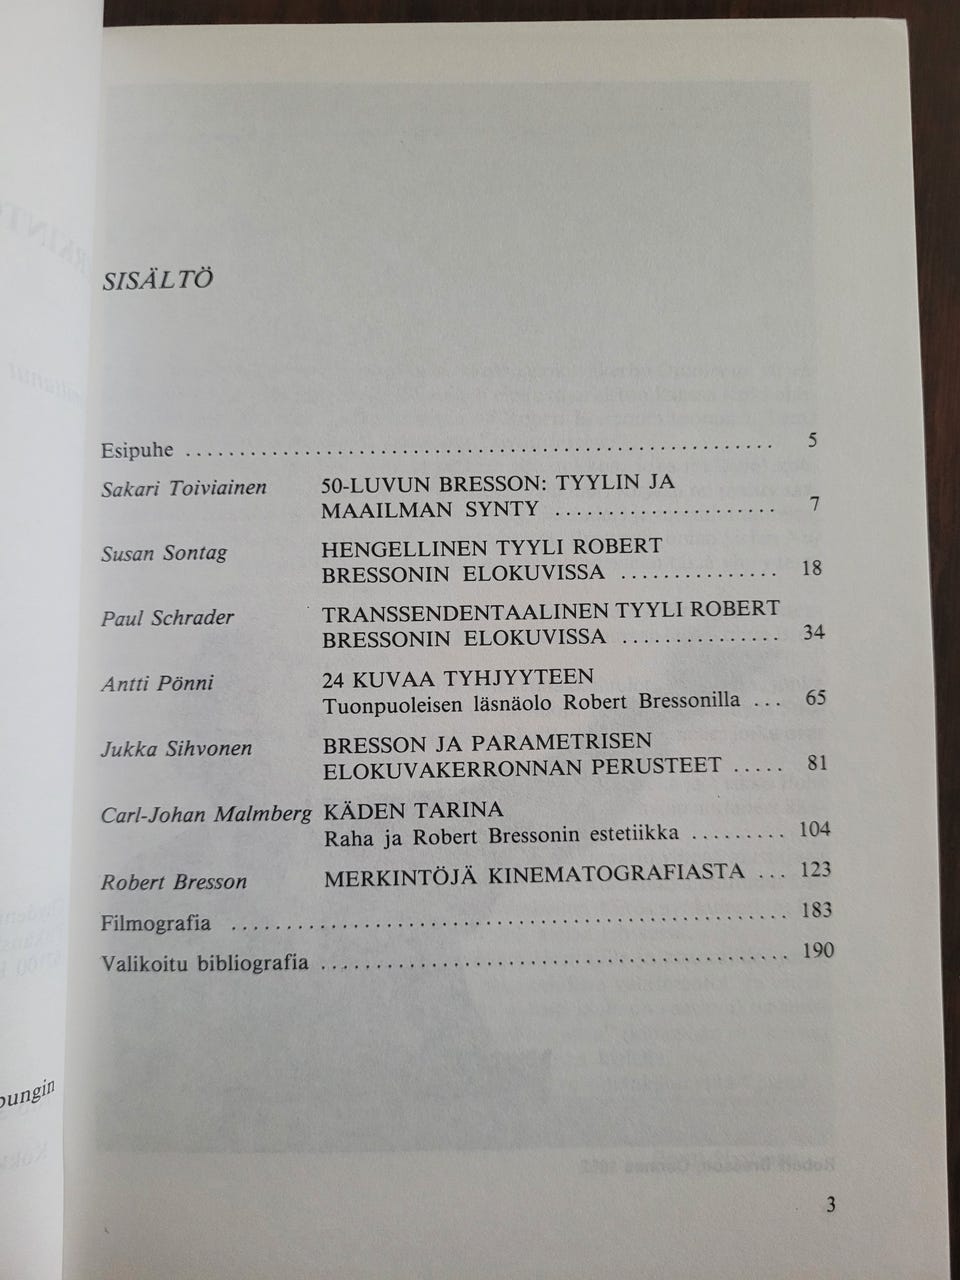 SISÄLTÖ
Esipuhe ........................................................ 5
Sakari Toiviainen 50-LUVUN BRESSON: TYYLIN JA
MAAILMAN SYNTY ..................... 7
Susan Sontag HENGELLINEN TYYLI ROBERT
BRESSONIN ELOKUVISSA ............... 18
Paul Schrader TRANSSENDENTAALINEN TYYLI ROBERT
BRESSONIN ELOKUVISSA ............... 34
Antti Pönni 24 KUVAA TYHJYYTEEN
Tuonpuoleisen läsnäolo Robert Bressonilla ... 65
Jukka Sihvonen BRESSON JA PARAMETRISEN
ELOKUVAKERRONNAN PERUSTEET ..... 81
Carl-Johan Malmberg KÄDEN TARINA
Raha ja Robert Bressonin estetiikka ......... 104
Robert Bresson MERKINTÖJÄ KINEMATOGRAFIASTA ... 123
Filmografia .................................................... 183
Valikoitu bibliografia ............................................ 190
3